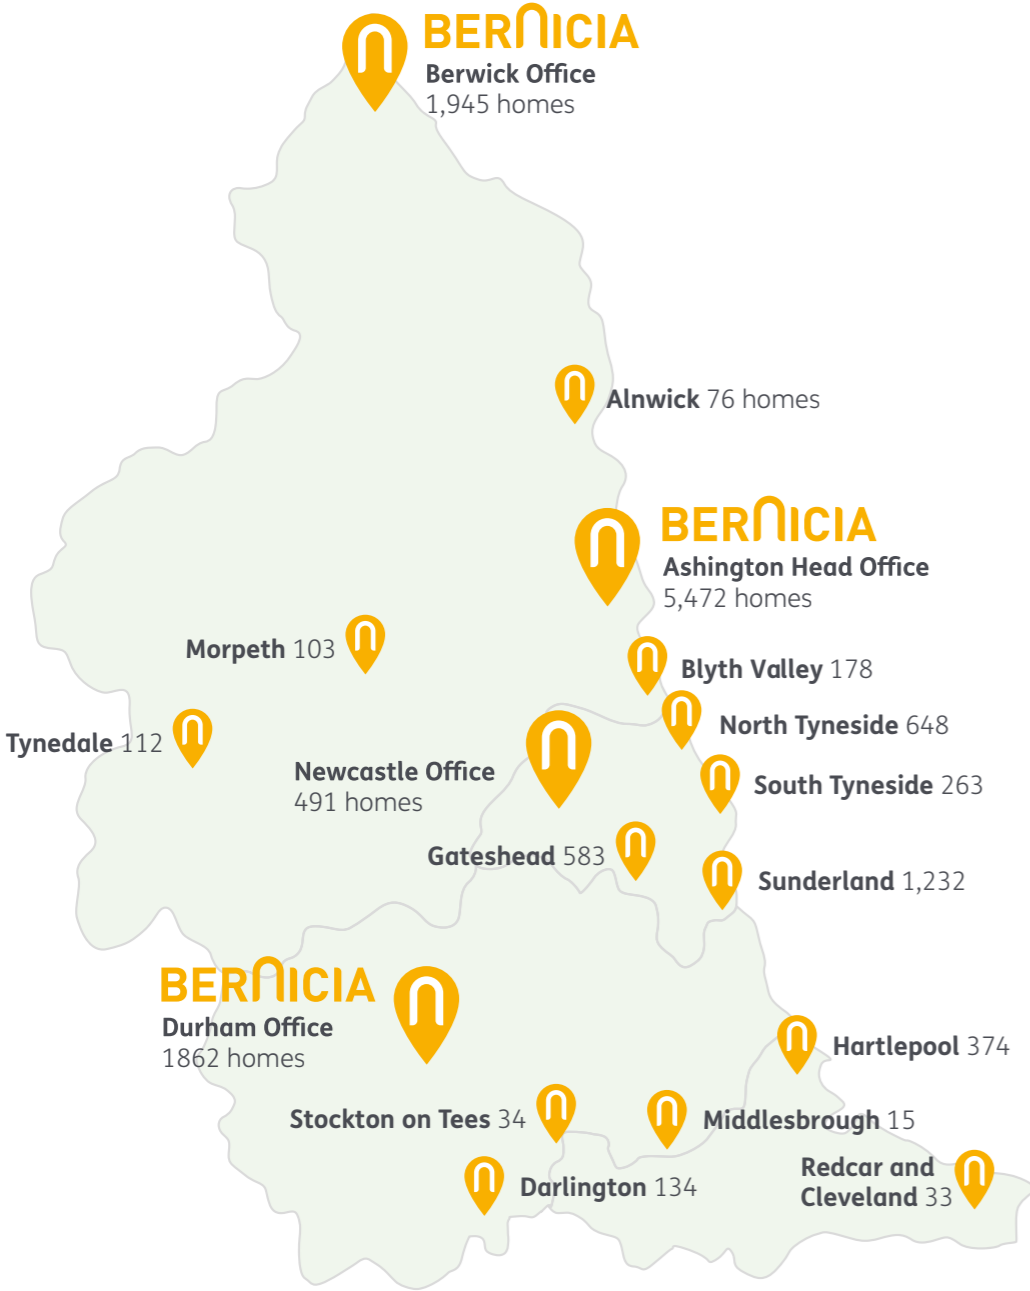 BERNICIA
Berwick Office
1,945 homes
Alnwick 76 homes
BERNICIA
Ashington Head Office
5,472 homes
Morpeth 103
Blyth Valley 178
North Tyneside 648
Tynedale 112
Newcastle Office
491 homes
South Tyneside 263
Gateshead 583
Sunderland 1,232
BERNICIA
Durham Office
1862 homes
Hartlepool 374
Stockton on Tees 34
Middlesbrough 15
Redcar and
Cleveland 33
Darlington 134